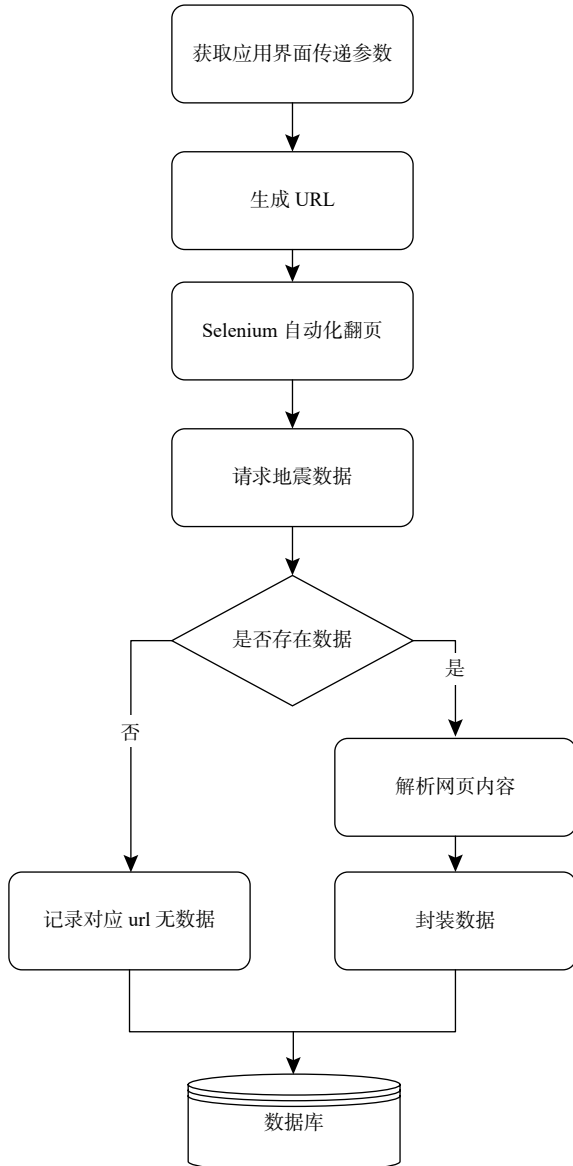 获取应用界面传递参数
生成 URL
Selenium 自动化翻页
请求地震数据
是否存在数据
是
否
解析网页内容
记录对应 url 无数据
封装数据
数据库